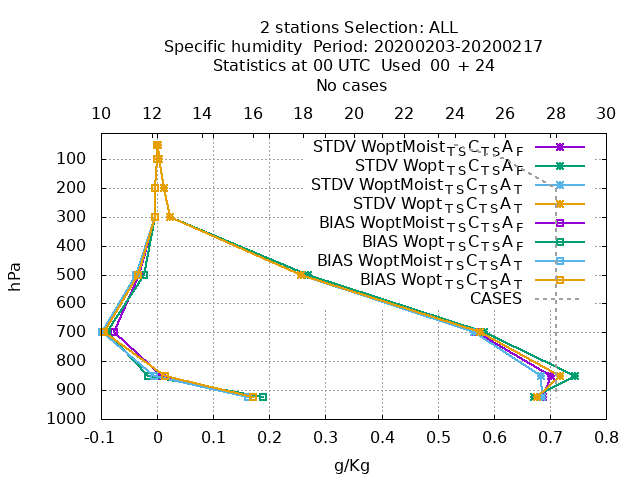 2 stations Selection: ALL
Specific humidity  Period: 20200203-20200217
Statistics at 00 UTC  Used  00 + 24
No cases
10 12 14 16 18 20 22 24 26 28 30
STDV WoptMoistTSCTSAF
100
STDV WoptTSCTSAF
STDV WoptMoistTSCTSAT
200
STDV WoptTSCTSAT
300
BIAS WoptMoistTSCTSAF
BIAS WoptTSCTSAF
400
BIAS WoptMoistTSCTSAT
hPa
500
BIAS WoptTSCTSAT
600
CASES
700
800
900
1000
-0.1 0 0.1 0.2 0.3 0.4 0.5 0.6 0.7 0.8
g/Kg